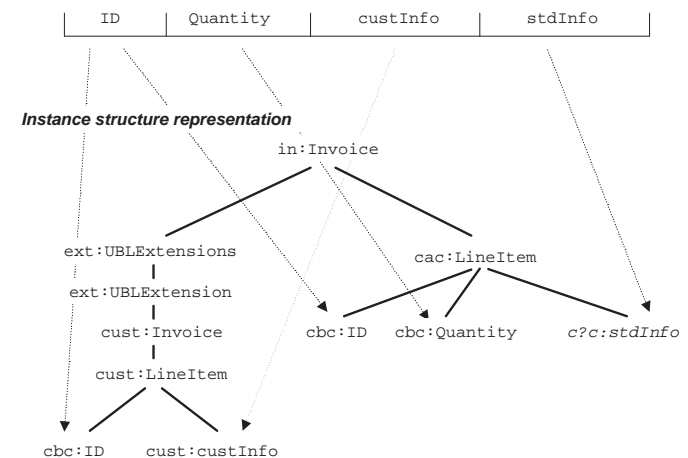 ID Quantity custInfo stdInfo
Instance structure representation
in:Invoice
ext:UBLExtensions
cac:LineItem
ext:UBLExtension
cust:Invoice
cbc:ID cbc:Quantity c?c:stdInfo
cust:LineItem
cbc:ID cust:custInfo